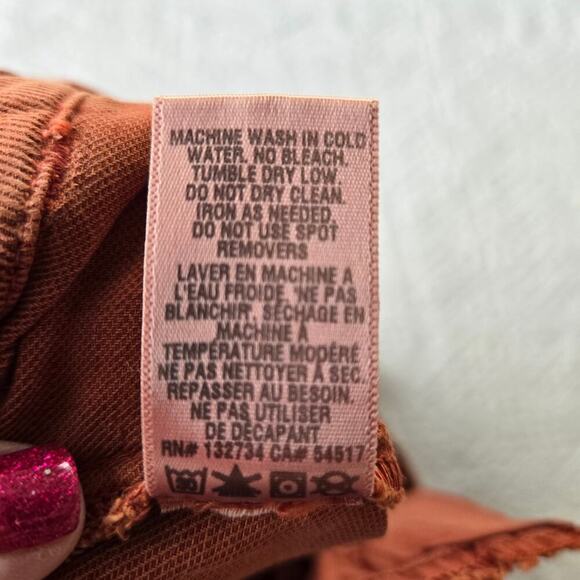 MACHINE WASH IN COLD
WATER. NO BLEACH.
TUMBLE DRY LOW.
DO NOT DRY CLEAN.
IRON AS NEEDED.
DO NOT USE SPOT
REMOVERS
LAVER EN MACHINE A
L'EAU FROIDE. 'NE PAS
BLANCHIR'. SÉCHAGE EN
MACHINE À
TEMPÉRATURE MODÉRÉ
NE PAS NETTOYER À SEC.
REPASSER AU BESOIN.
NE PAS UTILISER
DE DÉCAPANT
RN# 132734 CA# 54517
30